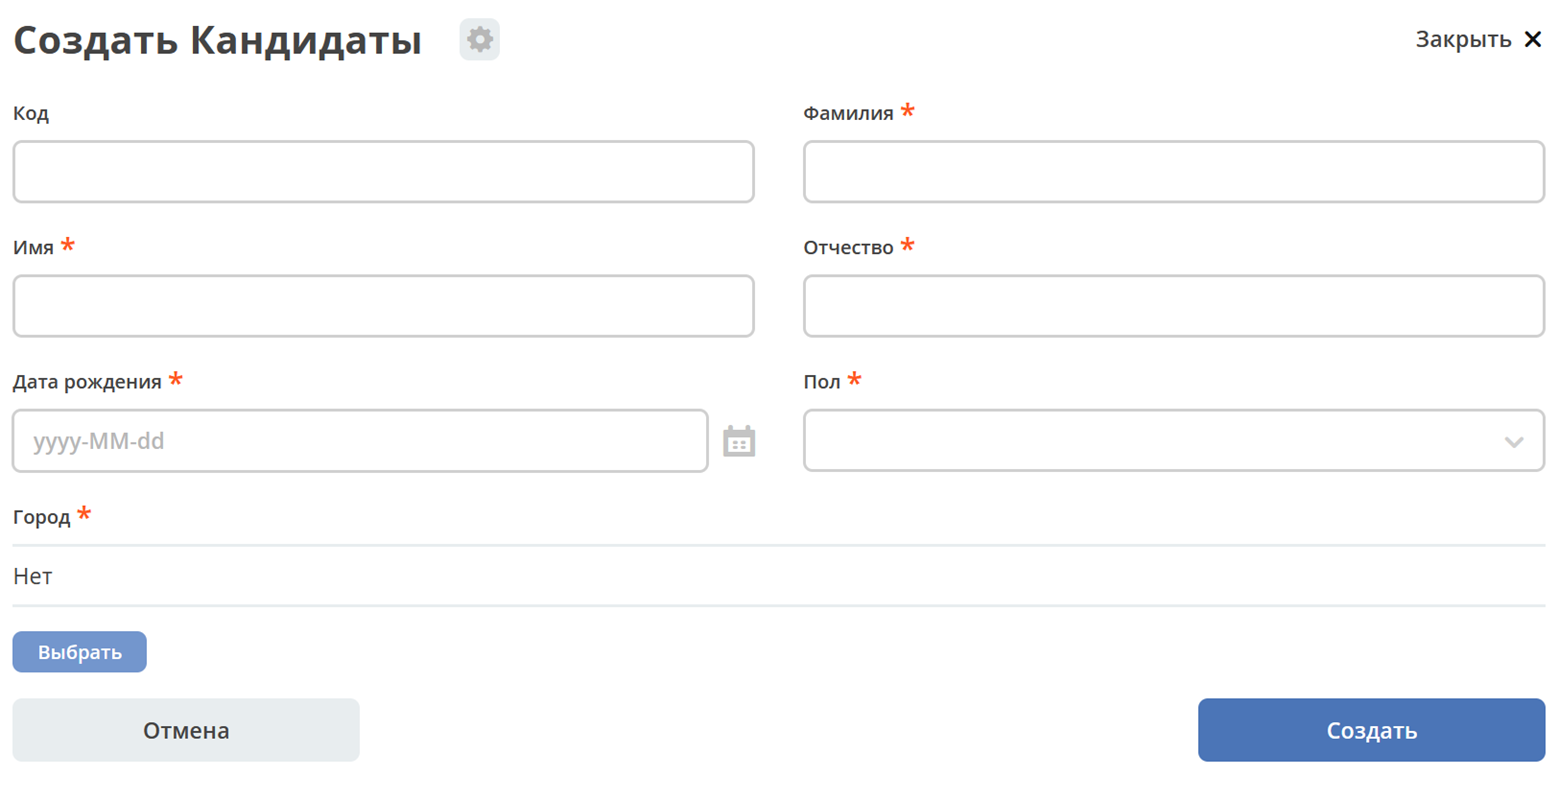 Создать Кандидаты
Закрыть
Код
Фамилия *
Имя *
Отчество *
Дата рождения *
Пол *
yyyy-MM-dd
Город *
Нет
Выбрать
Отмена
Создать